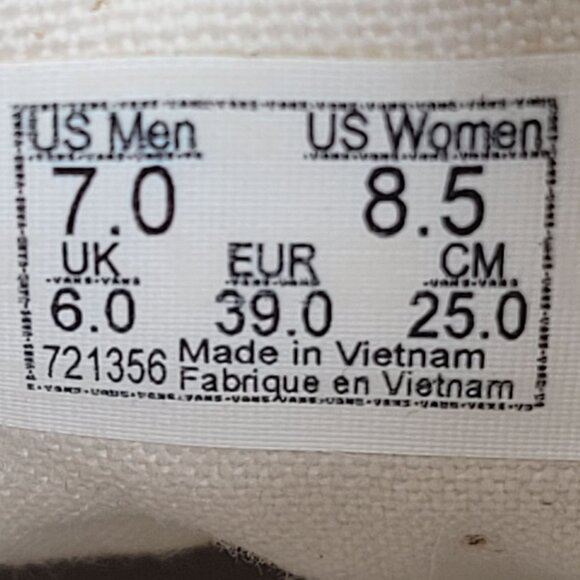 US Men US Women
7.0 8.5
UK EUR CM
6.0 39.0 25.0
721356 Made in Vietnam
Fabrique en Vietnam